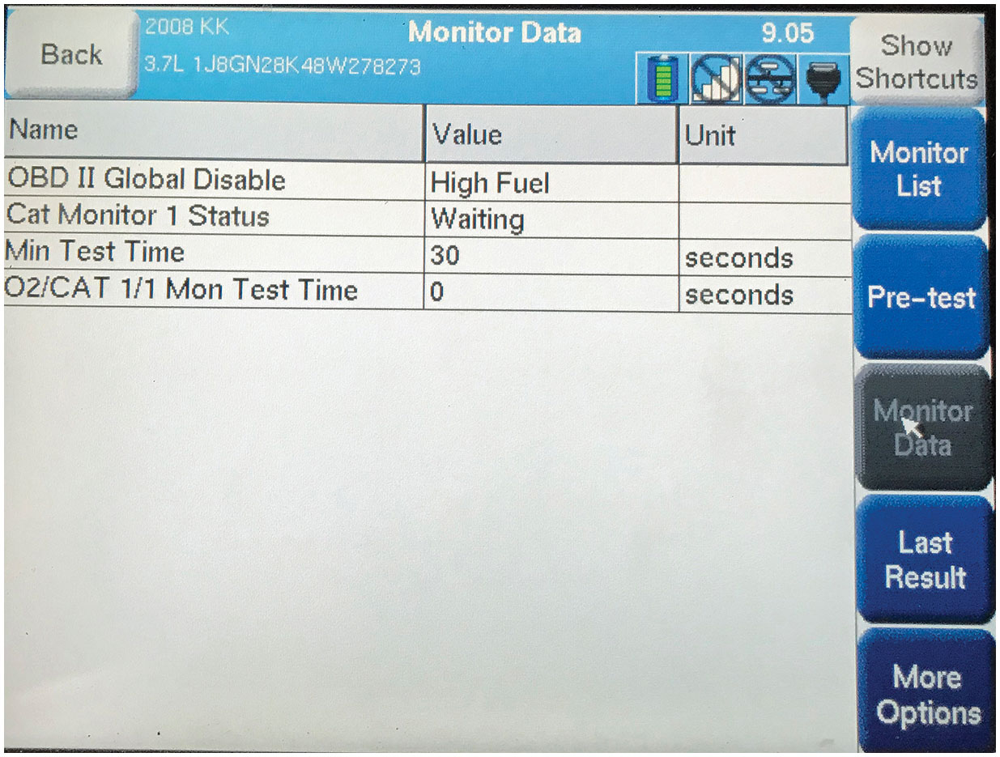 Back
2008 KK
Monitor Data
9.05
3.7L 1J8GN28K48W278273
Show
Shortcuts
Name
Value
Unit
OBD II Global Disable
High Fuel
Cat Monitor 1 Status
Waiting
Min Test Time
30
seconds
O2/CAT 1/1 Mon Test Time
0
seconds
Monitor
List
Pre-test
Monitor
Data
Last
Result
More
Options